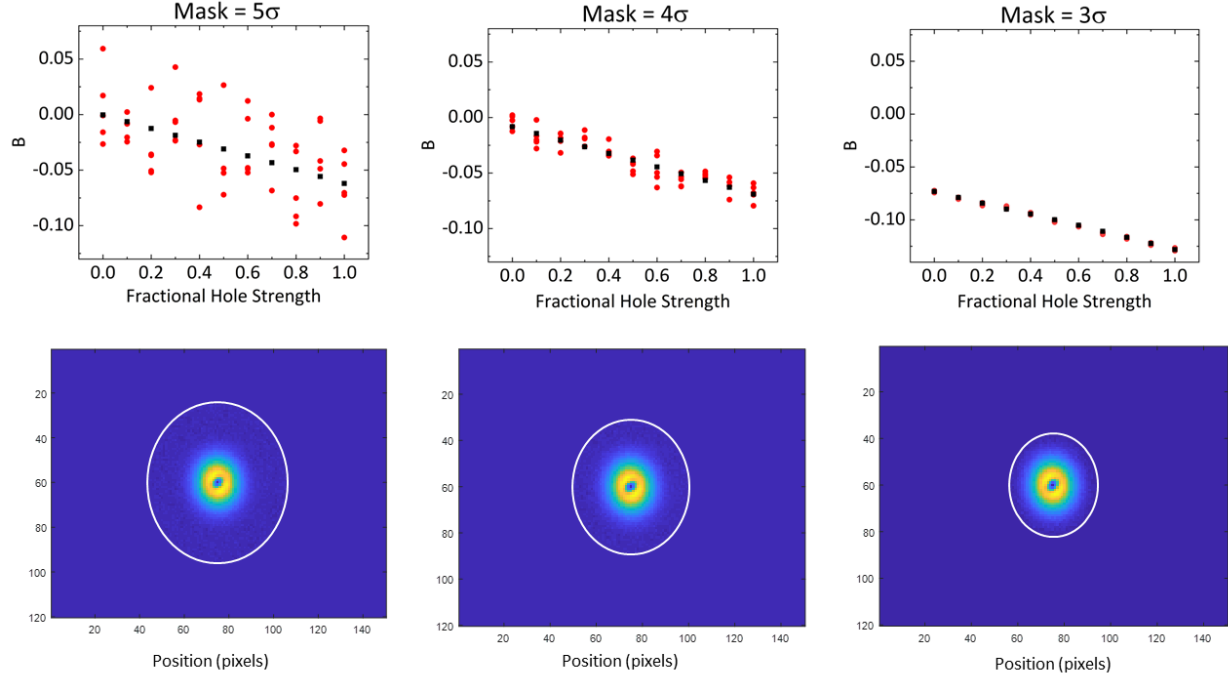 Mask = 5σ
0.05
0.00
-0.05
-0.10
B
0.0 0.2 0.4 0.6 0.8 1.0
Fractional Hole Strength
Mask = 4σ
0.05
0.00
-0.05
-0.10
B
0.0 0.2 0.4 0.6 0.8 1.0
Fractional Hole Strength
Mask = 3σ
0.05
0.00
-0.05
-0.10
B
0.0 0.2 0.4 0.6 0.8 1.0
Fractional Hole Strength
20
40
60
80
100
120
20 40 60 80 100 120 140
Position (pixels)
20
40
60
80
100
120
20 40 60 80 100 120 140
Position (pixels)
20
40
60
80
100
120
20 40 60 80 100 120 140
Position (pixels)